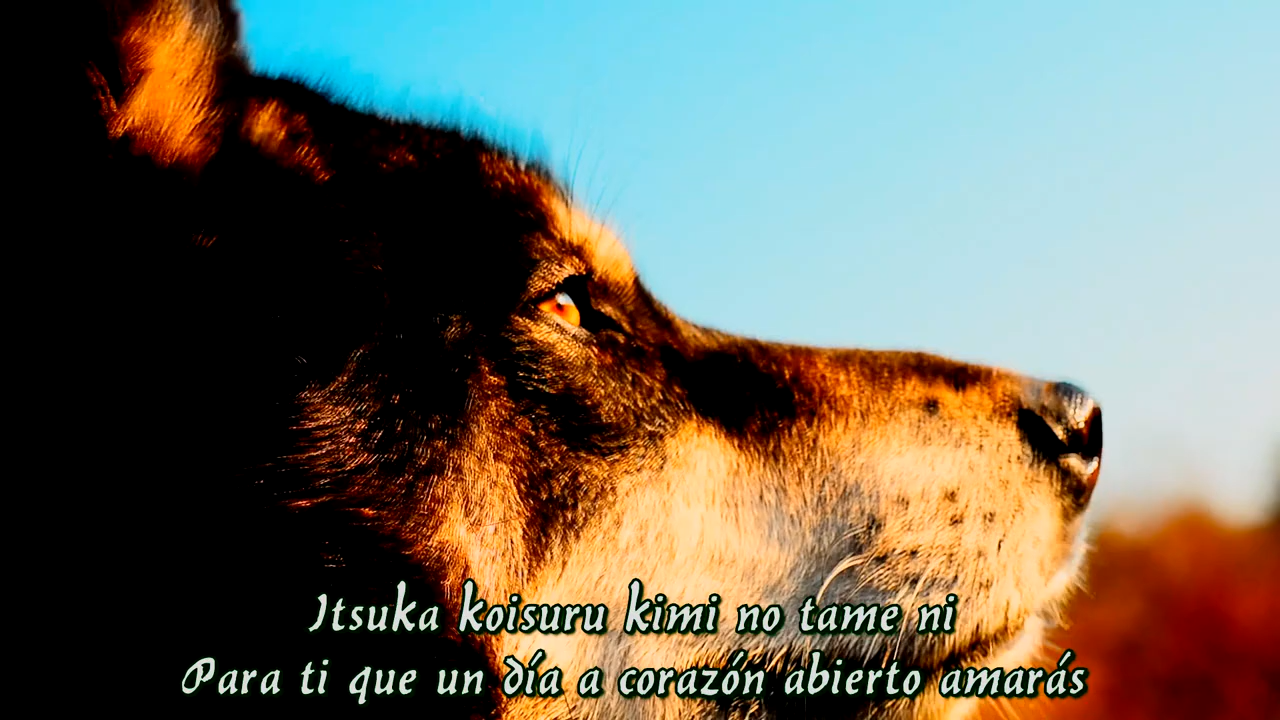 Itsuka koisuru kimi no tame ni
Para ti que un día a corazón abierto amarás